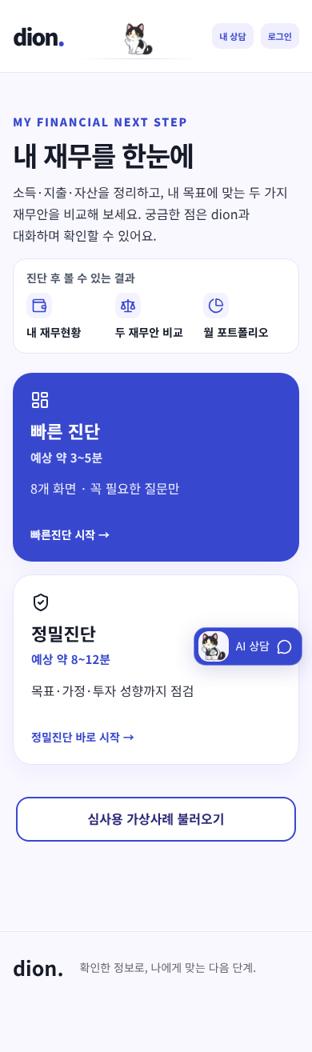 dion.
내 상담
로그인
MY FINANCIAL NEXT STEP
내 재무를 한눈에
소득·지출·자산을 정리하고, 내 목표에 맞는 두 가지
재무안을 비교해 보세요. 궁금한 점은 dion과
대화하며 확인할 수 있어요.
진단 후 볼 수 있는 결과
내 재무현황
두 재무안 비교
월 포트폴리오
빠른 진단
예상 약 3~5분
8개 화면 · 꼭 필요한 질문만
빠른진단 시작 →
정밀진단
예상 약 8~12분
AI 상담
목표·가정·투자 성향까지 점검
정밀진단 바로 시작 →
심사용 가상사례 불러오기
dion.
확인한 정보로, 나에게 맞는 다음 단계.